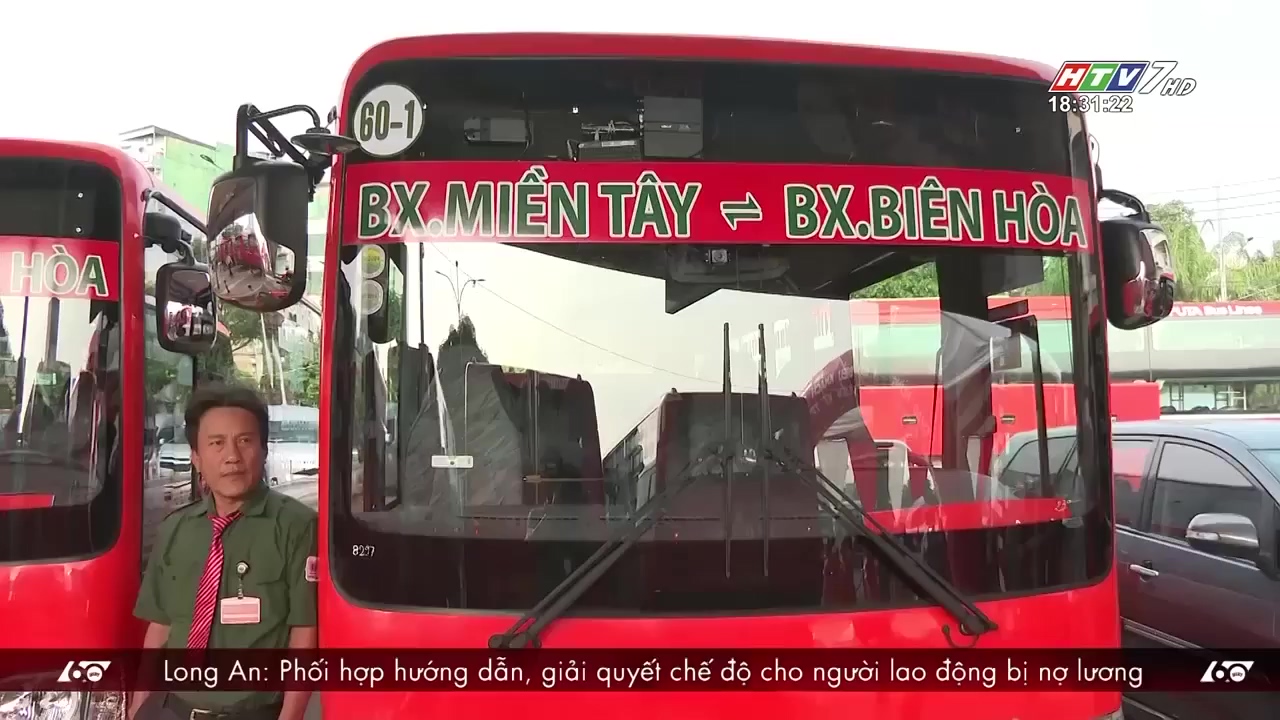 HTV7 HD
18:31:22
60-1
BX.MIỀN TÂY ⇌ BX.BIÊN HÒA
HÒA
8297
Long An: Phối hợp hướng dẫn, giải quyết chế độ cho người lao động bị nợ lương